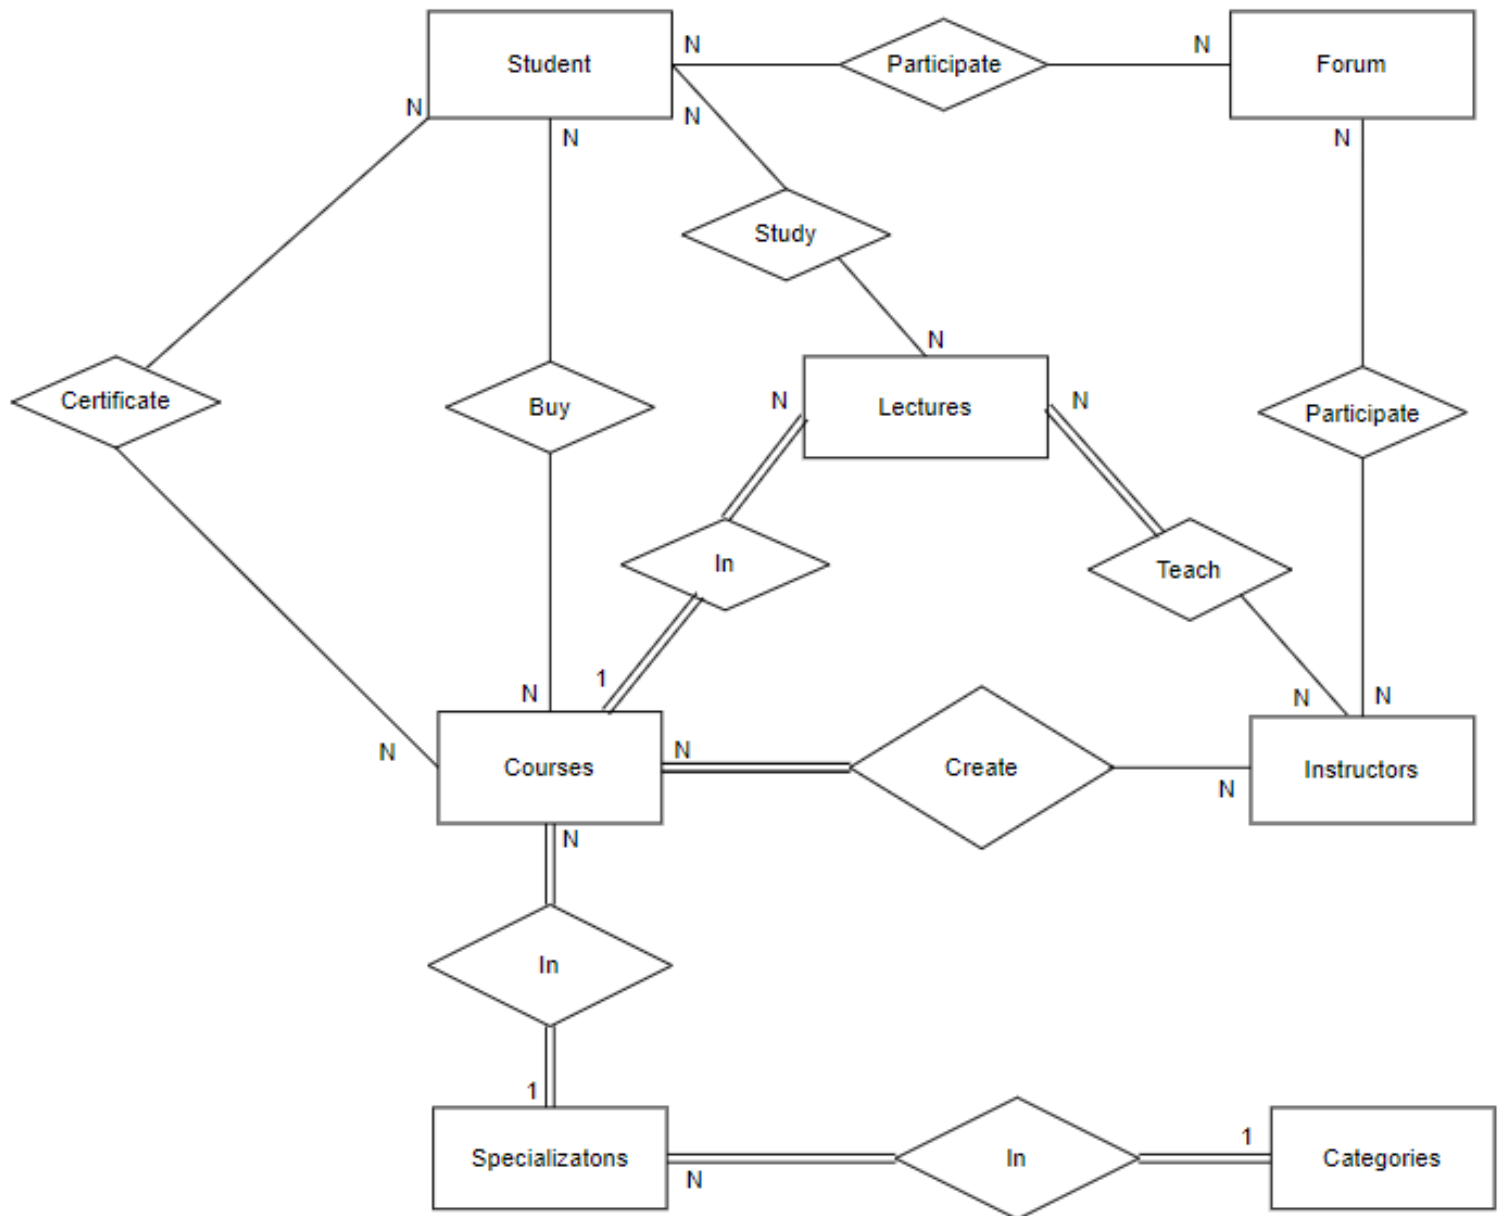 N
N
Student
Participate
Forum
N
N
N
N
Study
N
Certificate
Buy
N
Lectures
N
Participate
In
Teach
N
1
N
N
N
N
Courses
N
Create
Instructors
N
N
In
1
Specializatons
N
In
1
Categories